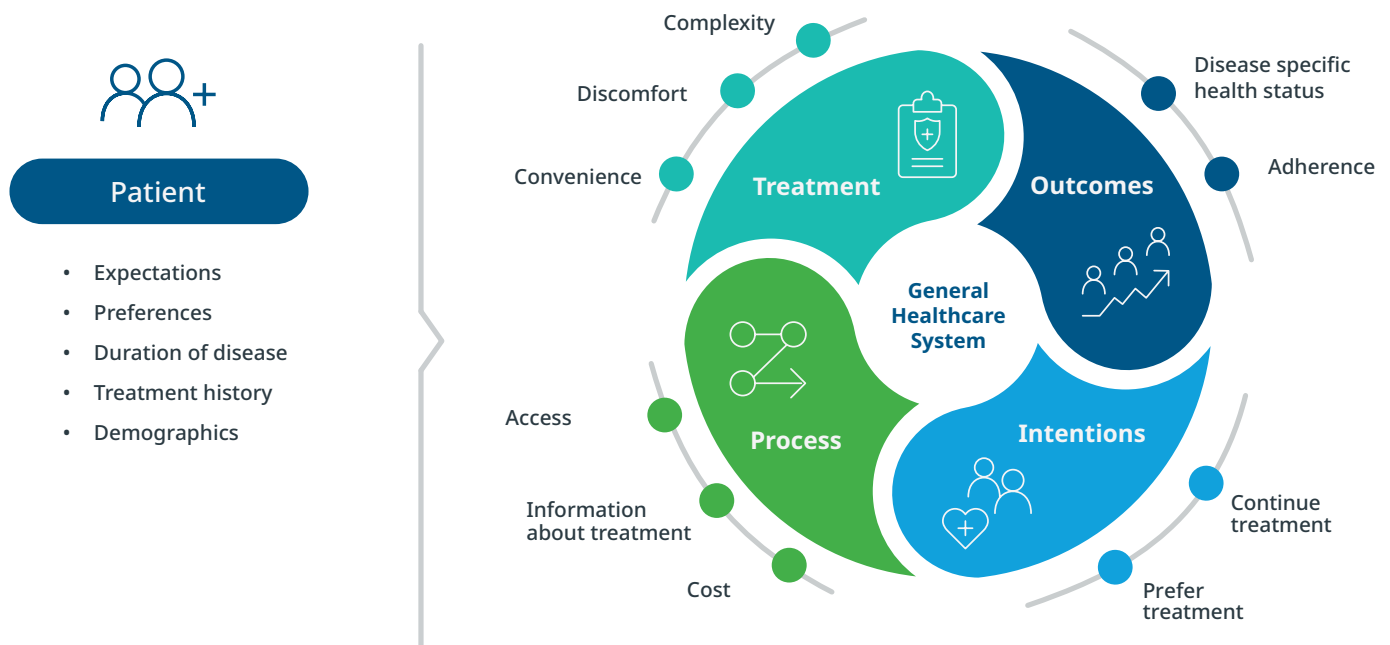 Patient
• Expectations
• Preferences
• Duration of disease
• Treatment history
• Demographics
Complexity
Discomfort
Convenience
Treatment
Outcomes
Disease specific
health status
Adherence
General
Healthcare
System
Process
Access
Information
about treatment
Cost
Intentions
Continue
treatment
Prefer
treatment